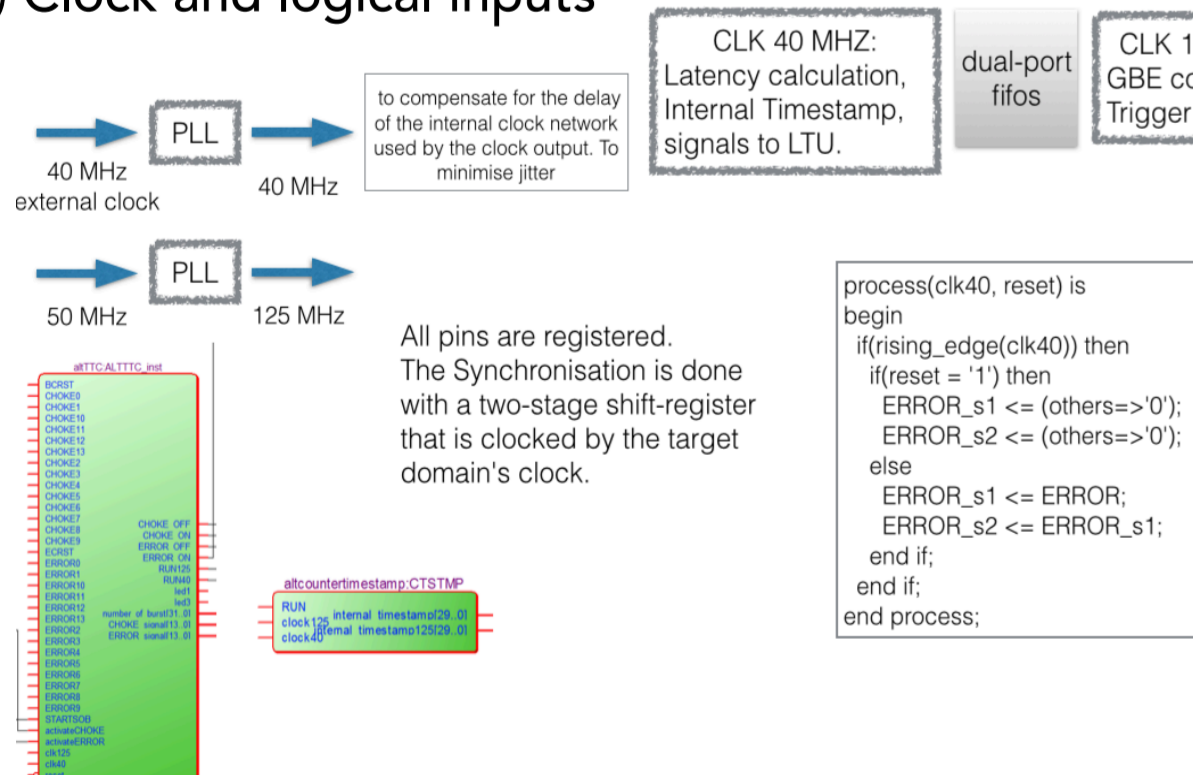 ) Clock and logical inputs
CLK 40 MHZ:
Latency calculation,
Internal Timestamp,
signals to LTU.
dual-port
fifos
CLK 1
GBE co
Trigger
PLL
40 MHz
external clock
40 MHz
to compensate for the delay
of the internal clock network
used by the clock output. To
minimise jitter
PLL
50 MHz
125 MHz
All pins are registered.
The Synchronisation is done
with a two-stage shift-register
that is clocked by the target
domain's clock.
process(clk40, reset) is
begin
if(rising_edge(clk40)) then
if(reset = '1') then
ERROR_s1 <= (others=>'0');
ERROR_s2 <= (others=>'0');
else
ERROR_s1 <= ERROR;
ERROR_s2 <= ERROR_s1;
end if;
end if;
end process;
altTTC:ALTTTC_inst
BCRST
CHOKE0
CHOKE1
CHOKE10
CHOKE11
CHOKE12
CHOKE13
CHOKE2
CHOKE3
CHOKE4
CHOKE5
CHOKE6
CHOKE7
CHOKE8
CHOKE9
ECRST
ERROR0
ERROR1
ERROR10
ERROR11
ERROR12
ERROR13
ERROR2
ERROR3
ERROR4
ERROR5
ERROR6
ERROR7
ERROR8
ERROR9
STARTSOB
activateCHOKE
activateERROR
clk125
clk40
CHOKE OFF
CHOKE ON
ERROR OFF
ERROR ON
RUN125
RUN40
led1
led3
number of burst[31..0]
CHOKE signal[13..0]
ERROR signal[13..0]
altcountertimestamp:CTSTMP
RUN
clock125
clock40
internal timestamp[29..0]
internal timestamp125[29..0]